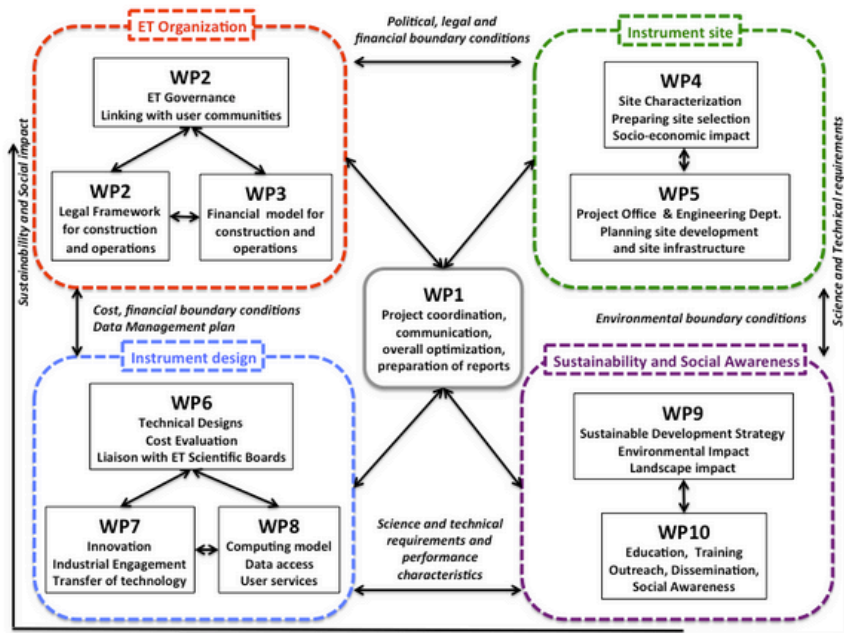 ET Organization
WP2
ET Governance
Linking with user communities
WP2
Legal Framework
for construction
and operations
WP3
Financial model for
construction and
operations
Political, legal and
financial boundary conditions
Instrument site
WP4
Site Characterization
Preparing site selection
Socio-economic impact
WP5
Project Office & Engineering Dept.
Planning site development
and site infrastructure
Sustainability and Social impact
Science and Technical requirements
WP1
Project coordination,
communication,
overall optimization,
preparation of reports
Cost, financial boundary conditions
Data Management plan
Environmental boundary conditions
Instrument design
WP6
Technical Designs
Cost Evaluation
Liaison with ET Scientific Boards
WP7
Innovation
Industrial Engagement
Transfer of technology
WP8
Computing model
Data access
User services
Science and technical
requirements and
performance
characteristics
Sustainability and Social Awareness
WP9
Sustainable Development Strategy
Environmental Impact
Landscape impact
WP10
Education, Training
Outreach, Dissemination,
Social Awareness